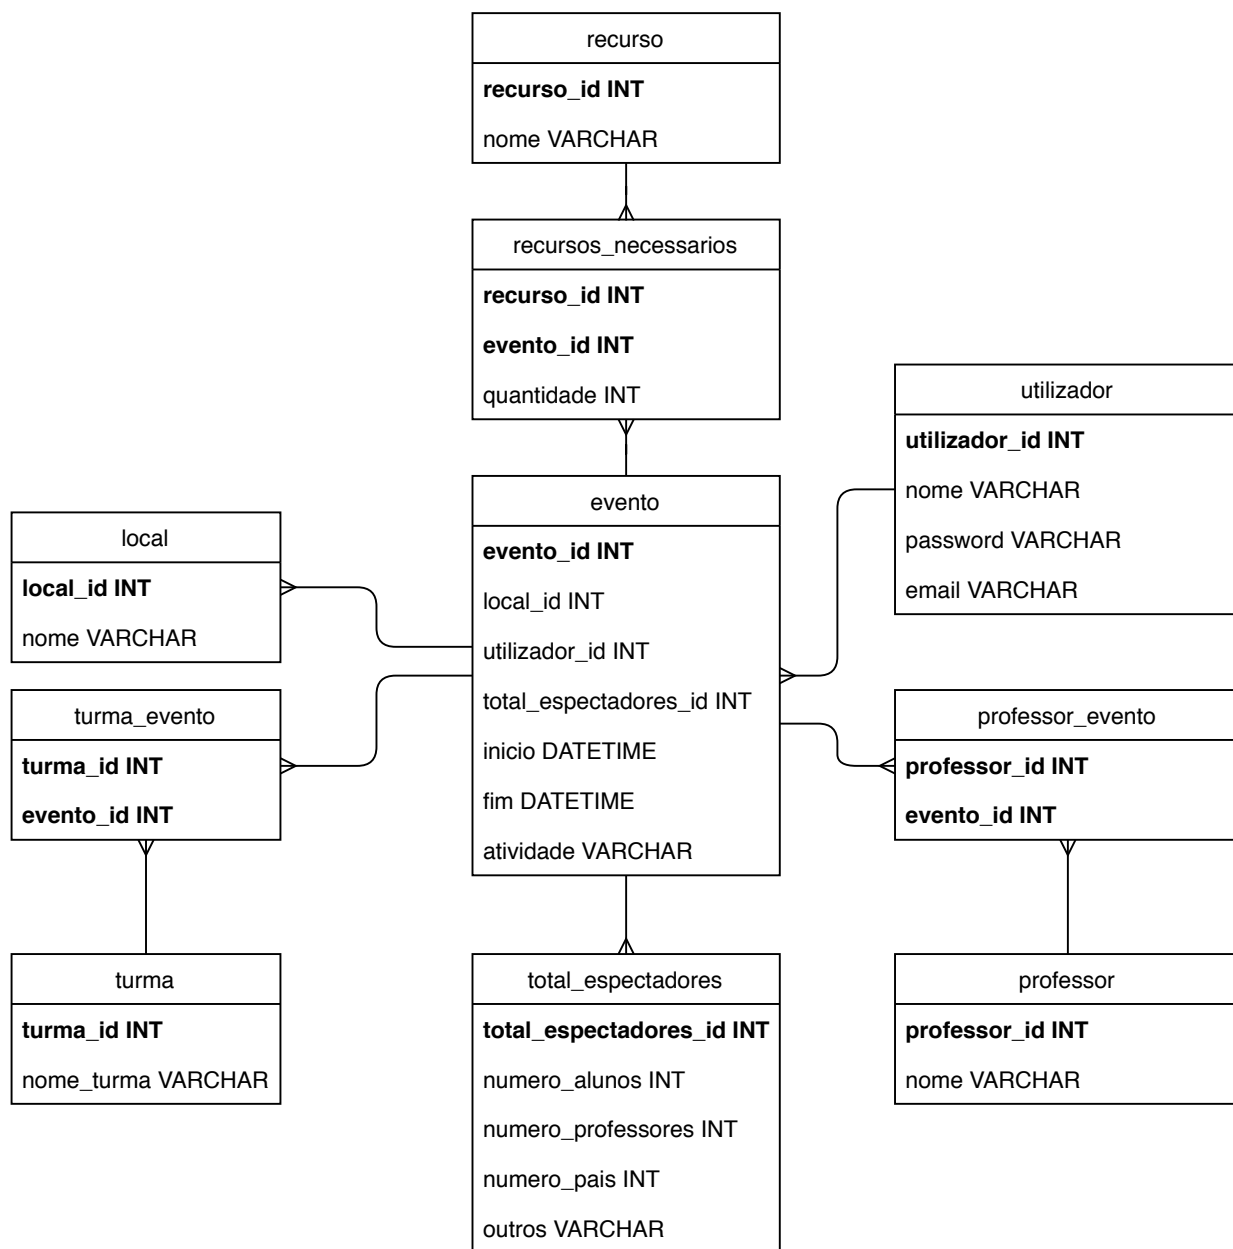 recurso
recurso_id INT
nome VARCHAR
recursos_necessarios
recurso_id INT
evento_id INT
quantidade INT
utilizador
utilizador_id INT
nome VARCHAR
password VARCHAR
email VARCHAR
evento
evento_id INT
local_id INT
utilizador_id INT
total_espectadores_id INT
inicio DATETIME
fim DATETIME
atividade VARCHAR
local
local_id INT
nome VARCHAR
turma_evento
turma_id INT
evento_id INT
professor_evento
professor_id INT
evento_id INT
turma
turma_id INT
nome_turma VARCHAR
total_espectadores
total_espectadores_id INT
numero_alunos INT
numero_professores INT
numero_pais INT
outros VARCHAR
professor
professor_id INT
nome VARCHAR